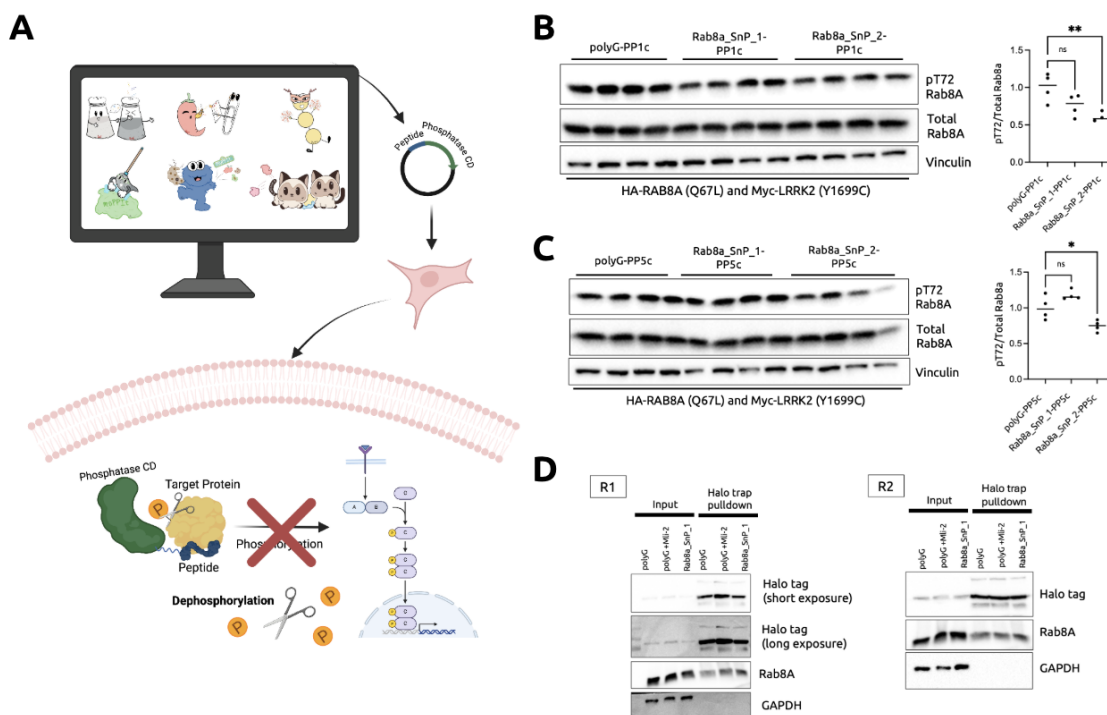 A
Peptide
Phosphatase CD
Phosphatase CD
Target Protein
P
Peptide
Phosphorylation
Dephosphorylation
P
P
P
P
A
B
C
C
C
C
C
B
polyG-PP1c
Rab8a_SnP_1-
PP1c
Rab8a_SnP_2-
PP1c
pT72
Rab8A
Total
Rab8A
Vinculin
HA-RAB8A (Q67L) and Myc-LRRK2 (Y1699C)
**
ns
1.5
1.0
0.5
0.0
pT72/Total Rab8a
polyG-PP1c
Rab8a_SnP_1-PP1c
Rab8a_SnP_2-PP1c
C
polyG-PP5c
Rab8a_SnP_1-
PP5c
Rab8a_SnP_2-
PP5c
pT72
Rab8A
Total
Rab8A
Vinculin
HA-RAB8A (Q67L) and Myc-LRRK2 (Y1699C)
*
ns
1.5
1.0
0.5
0.0
pT72/Total Rab8a
polyG-PP5c
Rab8a_SnP_1-PP5c
Rab8a_SnP_2-PP5c
D
R1
Input
Halo trap
pulldown
polyG
polyG +Mli-2
Rab8a_SnP_1
polyG
polyG +Mli-2
Rab8a_SnP_1
Halo tag
(short exposure)
Halo tag
(long exposure)
Rab8A
GAPDH
R2
Input
Halo trap
pulldown
polyG
polyG +Mli-2
Rab8a_SnP_1
polyG
polyG +Mli-2
Rab8a_SnP_1
Halo tag
Rab8A
GAPDH